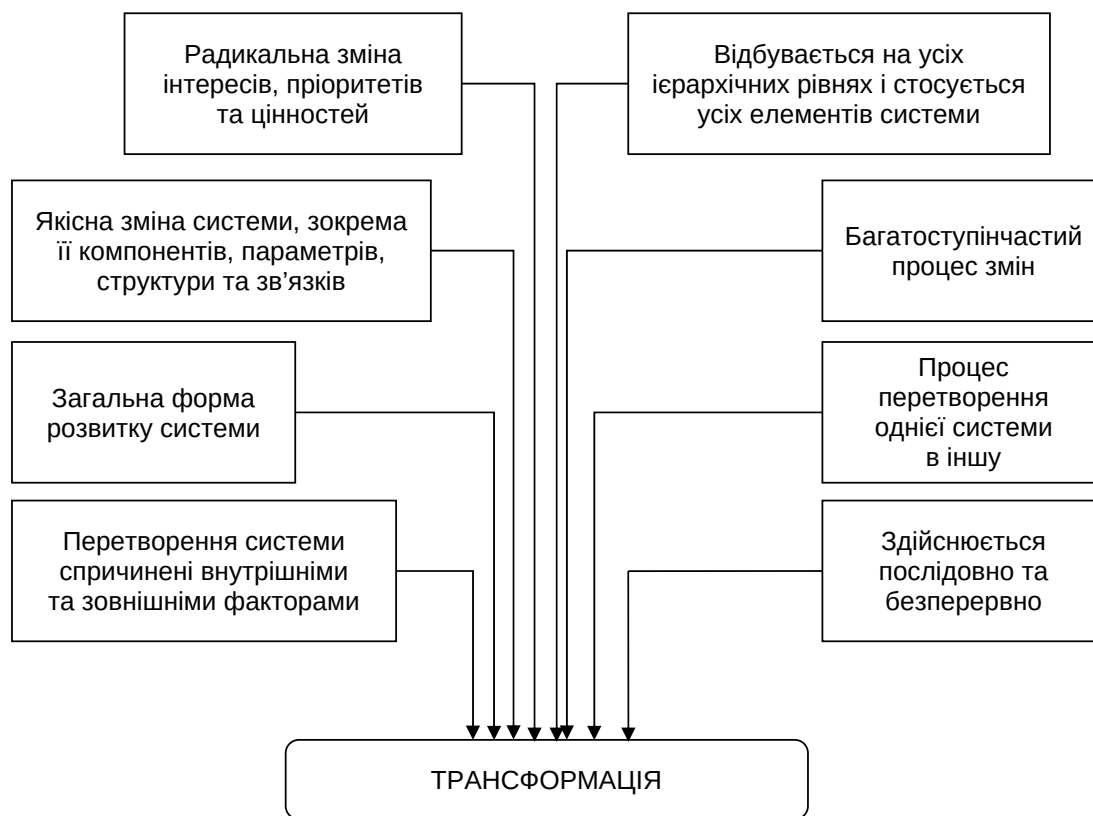 Радикальна зміна
інтересів, пріоритетів
та цінностей
Відбувається на усіх
ієрархічних рівнях і стосується
усіх елементів системи
Якісна зміна системи, зокрема
її компонентів, параметрів,
структури та зв’язків
Багатоступінчастий
процес змін
Загальна форма
розвитку системи
Процес
перетворення
однієї системи
в іншу
Перетворення системи
спричинені внутрішніми
та зовнішніми факторами
Здійснюється
послідовно та
безперервно
ТРАНСФОРМАЦІЯ